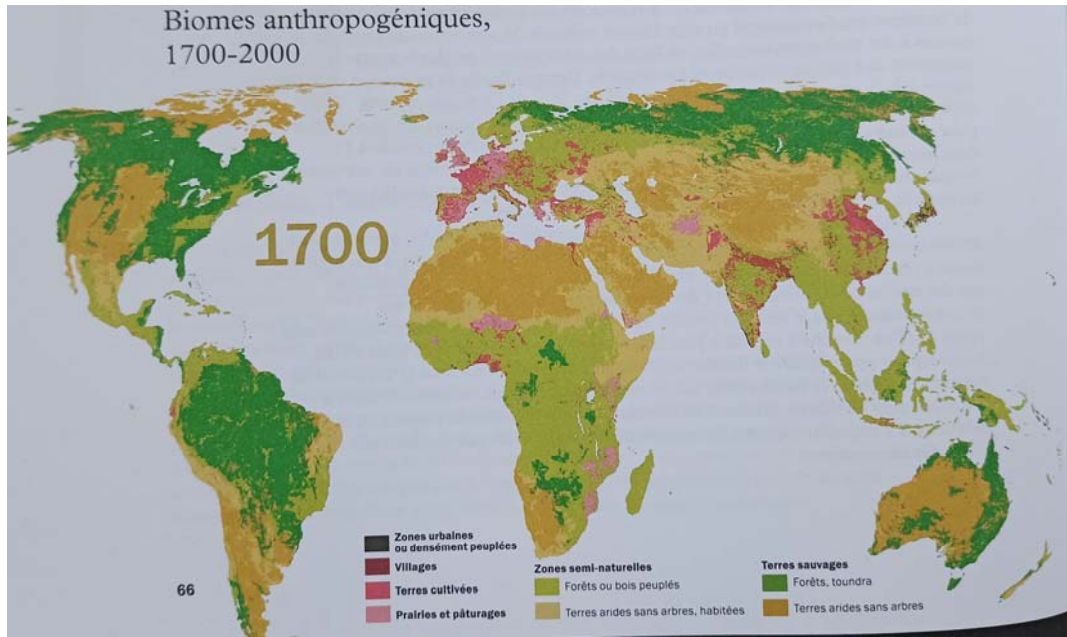 Biomes anthropogéniques,
1700-2000
1700
66
Zones urbaines
ou densément peuplées
Villages
Terres cultivées
Prairies et pâturages
Zones semi-naturelles
Forêts ou bois peuplés
Terres arides sans arbres, habitées
Terres sauvages
Forêts, toundra
Terres arides sans arbres